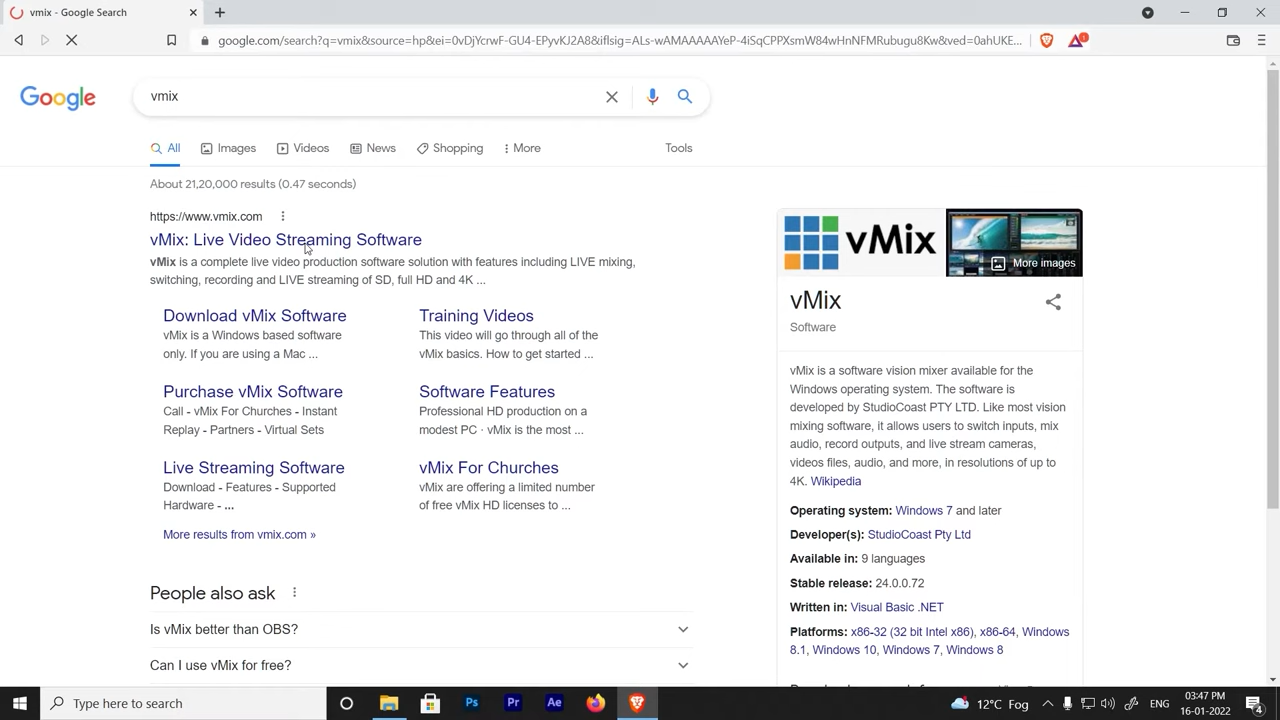 vmix - Google Search
google.com/search?q=vmix&source=hp&ei=0vDjYcrwF-GU4-EPyvKJ2A8&iflsig=ALs-wAMAAAAAYeP-4iSqCPPXsmW84wHnNFMRubugu8Kw&ved=0ahUKE...
Google
vmix
All
Images
Videos
News
Shopping
More
Tools
About 21,20,000 results (0.47 seconds)
https://www.vmix.com
vMix: Live Video Streaming Software
vMix is a complete live video production software solution with features including LIVE mixing,
switching, recording and LIVE streaming of SD, full HD and 4K ...
Download vMix Software
vMix is a Windows based software
only. If you are using a Mac ...
Training Videos
This video will go through all of the
vMix basics. How to get started ...
Purchase vMix Software
Call - vMix For Churches - Instant
Replay - Partners - Virtual Sets
Software Features
Professional HD production on a
modest PC · vMix is the most ...
Live Streaming Software
Download - Features - Supported
Hardware - ...
vMix For Churches
vMix are offering a limited number
of free vMix HD licenses to ...
More results from vmix.com »
People also ask
Is vMix better than OBS?
Can I use vMix for free?
vMix
More images
vMix
Software
vMix is a software vision mixer available for the
Windows operating system. The software is
developed by StudioCoast PTY LTD. Like most vision
mixing software, it allows users to switch inputs, mix
audio, record outputs, and live stream cameras,
videos files, audio, and more, in resolutions of up to
4K. Wikipedia
Operating system: Windows 7 and later
Developer(s): StudioCoast Pty Ltd
Available in: 9 languages
Stable release: 24.0.0.72
Written in: Visual Basic .NET
Platforms: x86-32 (32 bit Intel x86), x86-64, Windows
8.1, Windows 10, Windows 7, Windows 8
Type here to search
Ps
Pr
Ae
12°C Fog
ENG
03:47 PM
16-01-2022
4